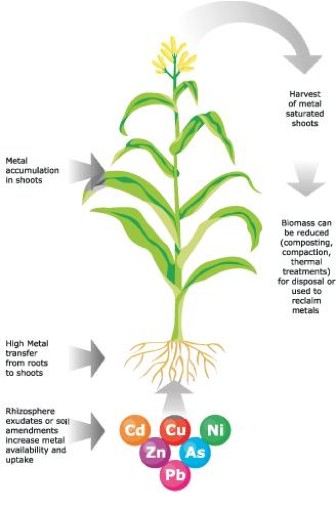 Harvest
of metal
saturated
shoots
Metal
accumulation
in shoots
Biomass can
be reduced
(composting,
compaction,
thermal
treatments)
for disposal or
used to
reclaim
metals
High Metal
transfer
from roots
to shoots
Rhizosphere
exudates or soil
amendments
increase metal
availability and
uptake
Cd Cu Ni
Zn As
Pb